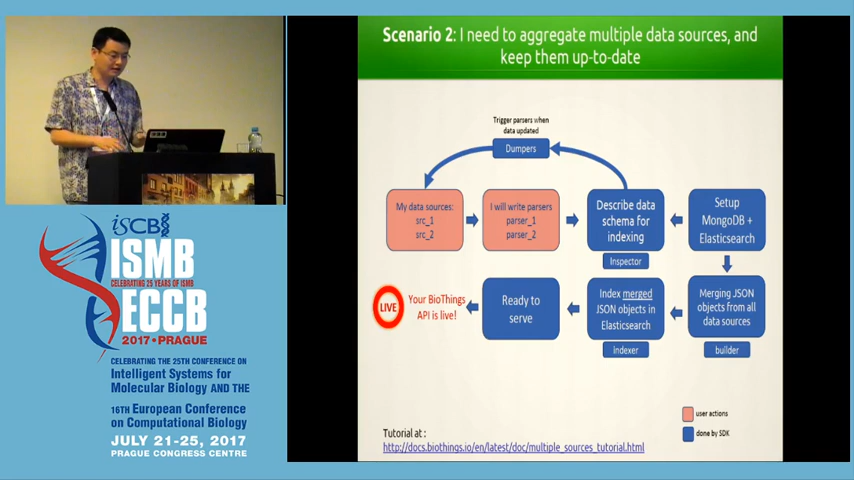 Scenario 2: I need to aggregate multiple data sources, and
keep them up-to-date
Trigger parsers when
data updated
Dumpers
My data sources:
src_1
src_2
I will write parsers
parser_1
parser_2
Describe data
schema for
indexing
Inspector
Setup
MongoDB +
Elasticsearch
LIVE
Your BioThings
API is live!
Ready to
serve
Index merged
JSON objects in
Elasticsearch
Indexer
Merging JSON
objects from all
data sources
builder
user actions
done by SDK
Tutorial at :
http://docs.biothings.io/en/latest/doc/multiple_sources_tutorial.html
iSCB
ISMB
CELEBRATING 25 YEARS OF ISMB
ECCB
2017•PRAGUE
CELEBRATING THE 25TH CONFERENCE ON
Intelligent Systems for
Molecular Biology AND THE
16TH European Conference
on Computational Biology
JULY 21-25, 2017
PRAGUE CONGRESS CENTRE